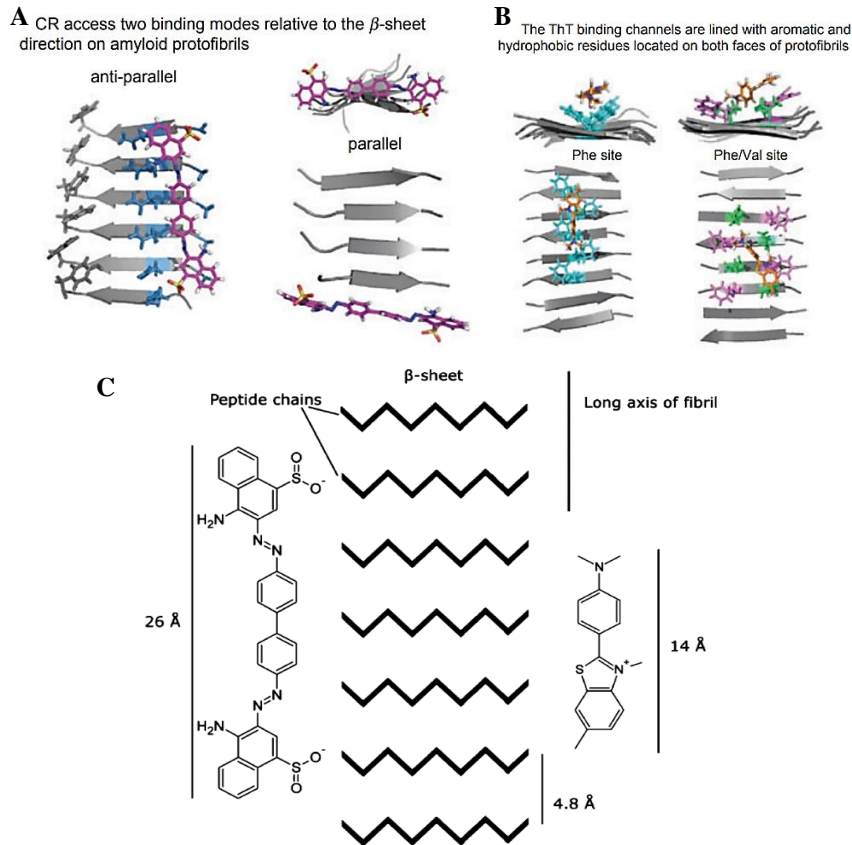 A
CR access two binding modes relative to the β-sheet
direction on amyloid protofibrils
anti-parallel
parallel
B
The ThT binding channels are lined with aromatic and
hydrophobic residues located on both faces of protofibrils
Phe site
Phe/Val site
C
β-sheet
Peptide chains
Long axis of fibril
O
S
O-
H2N
N
N
26 Å
N
N
H2N
S
O-
O
N
S
N+
14 Å
4.8 Å